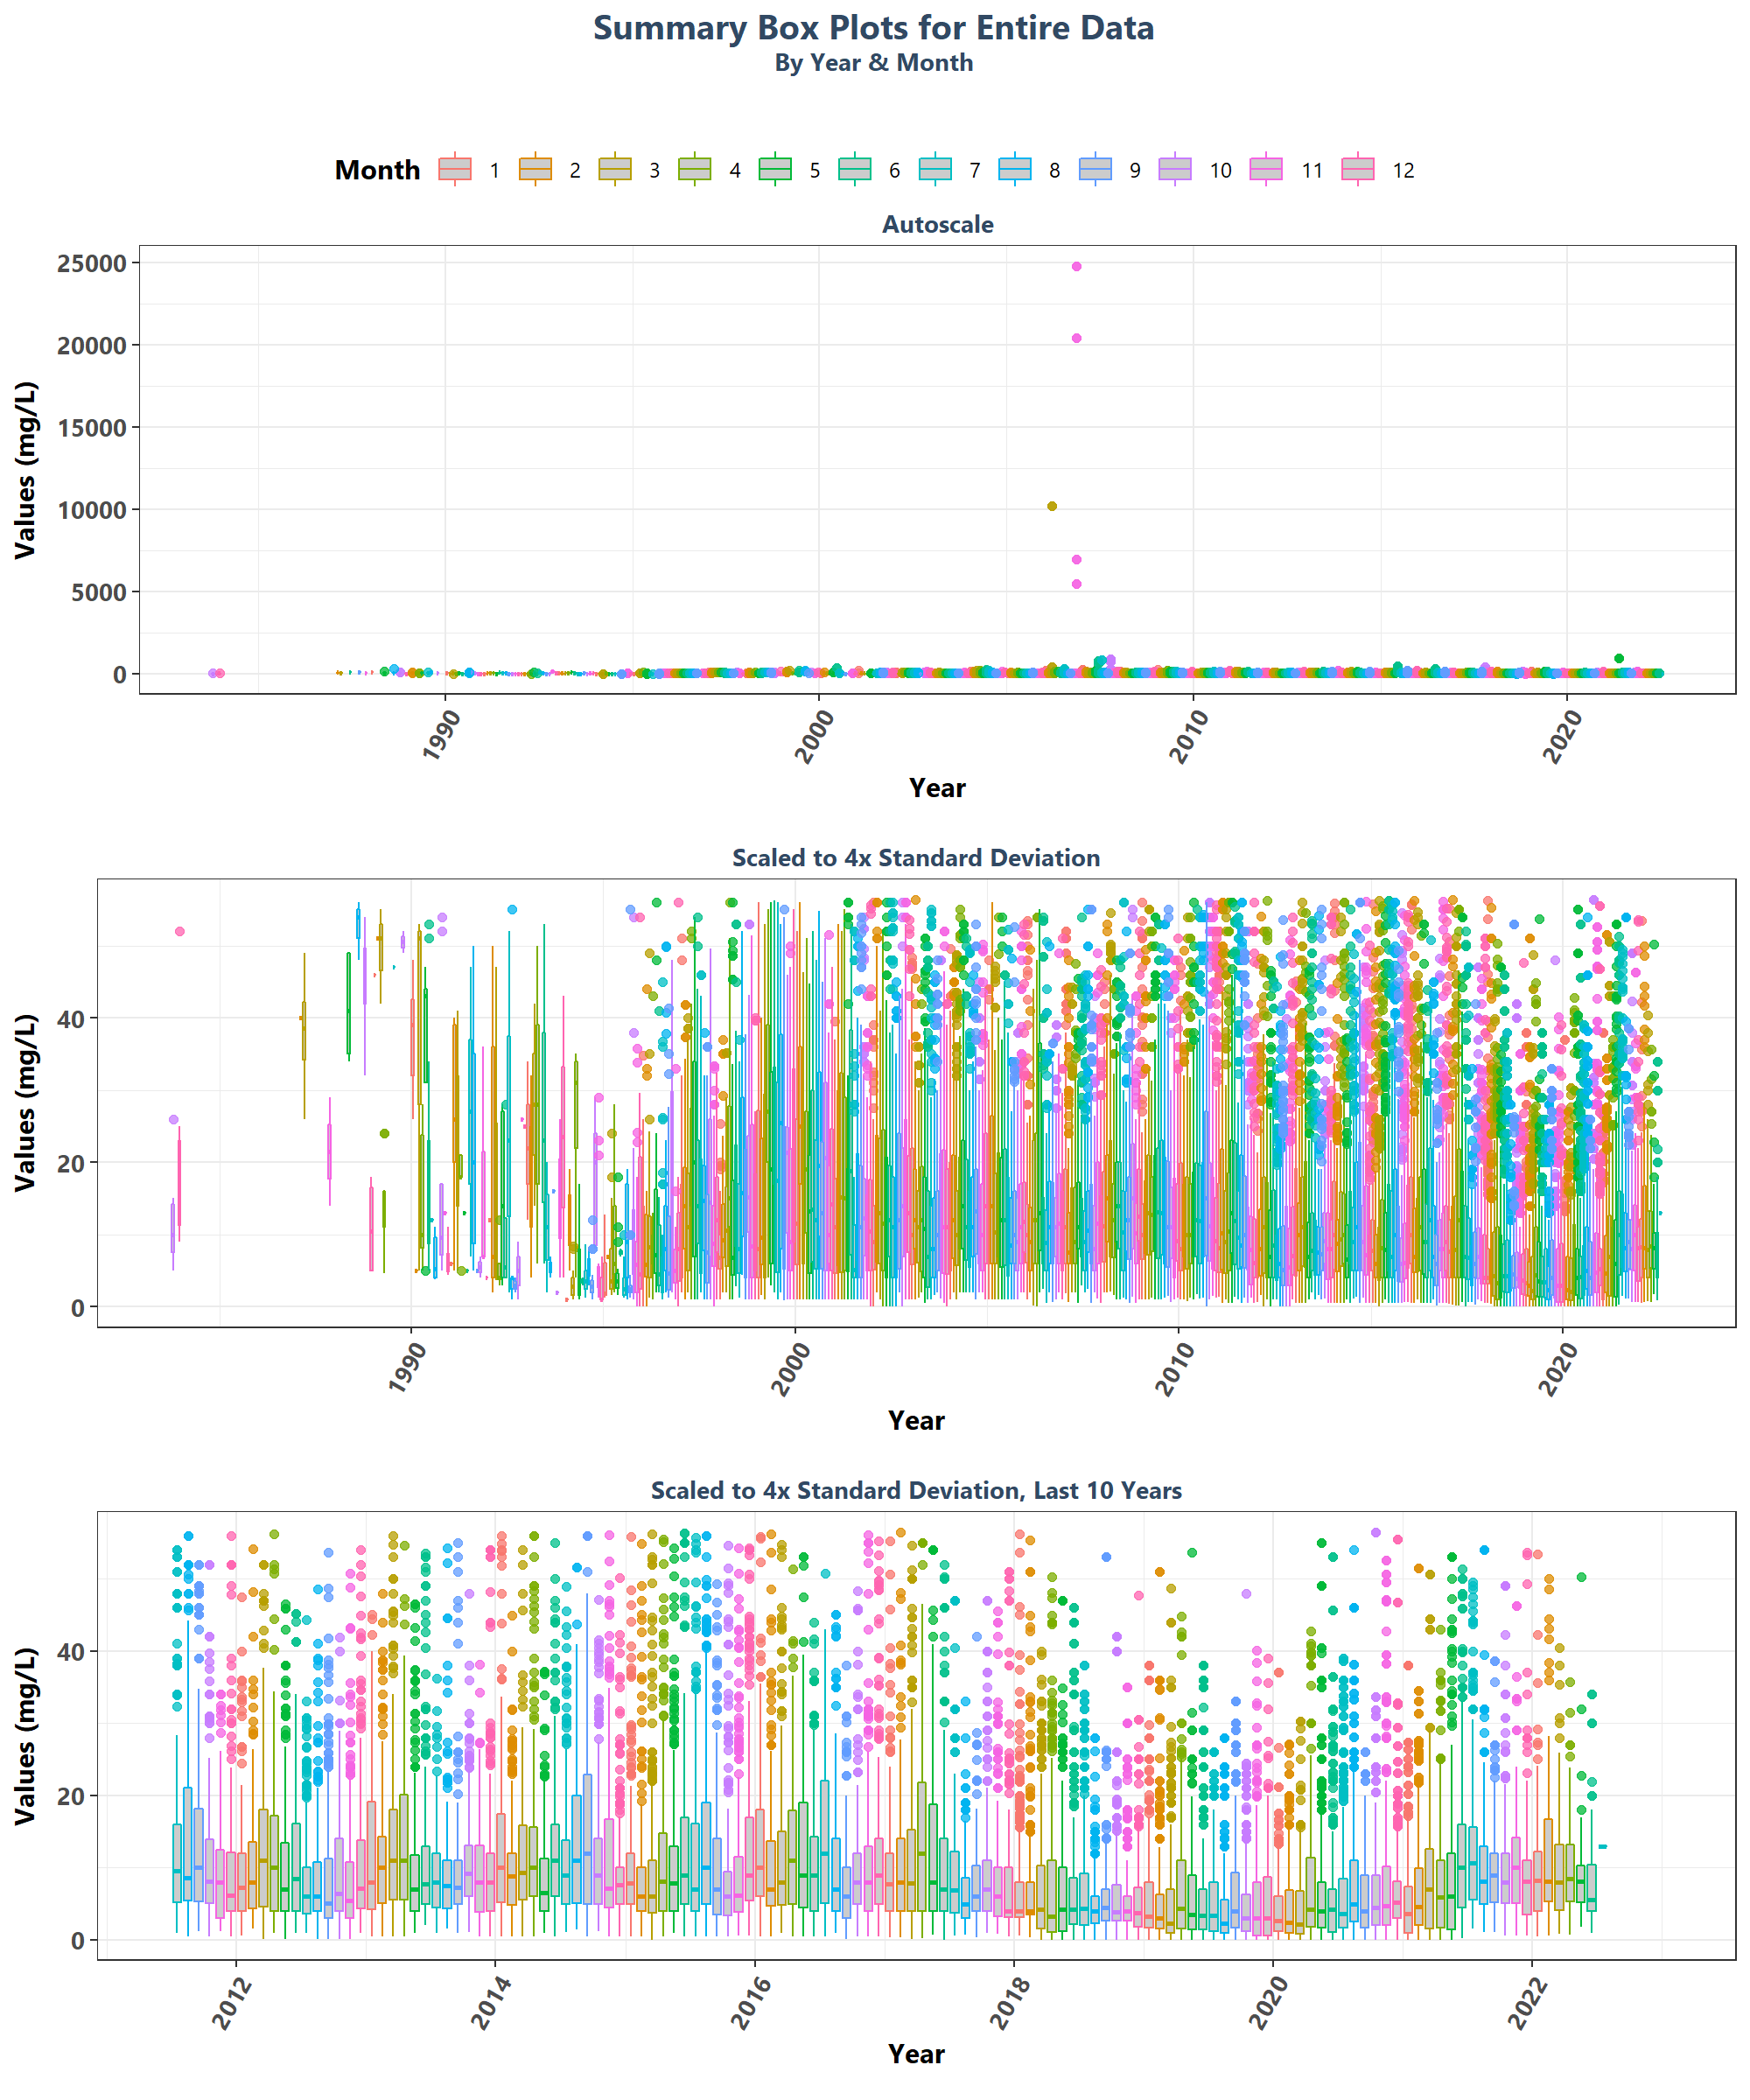 Summary Box Plots for Entire Data
By Year & Month
Month 1 2 3 4 5 6 7 8 9 10 11 12
Autoscale
25000
20000
15000
10000
5000
0
Values (mg/L)
1990 2000 2010 2020
Year
Scaled to 4x Standard Deviation
40
20
0
Values (mg/L)
1990 2000 2010 2020
Year
Scaled to 4x Standard Deviation, Last 10 Years
40
20
0
Values (mg/L)
2012 2014 2016 2018 2020 2022
Year